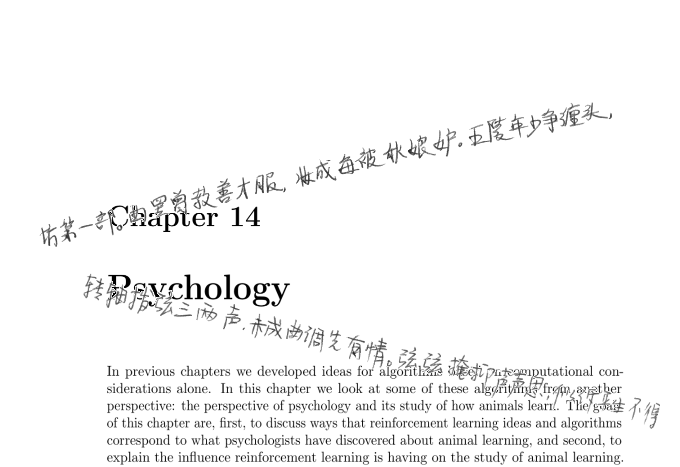 坊第一部。曲罢曾教善才服，妆成每被秋娘妒。五陵年少争缠头，
Chapter 14
Psychology
转轴拨弦三两声，未成曲调先有情。弦弦掩抑声声思，似诉平生不得
In previous chapters we developed ideas for algorithms based on computational con-
siderations alone. In this chapter we look at some of these algorithms from another
perspective: the perspective of psychology and its study of how animals learn. The goals
of this chapter are, first, to discuss ways that reinforcement learning ideas and algorithms
correspond to what psychologists have discovered about animal learning, and second, to
explain the influence reinforcement learning is having on the study of animal learning.